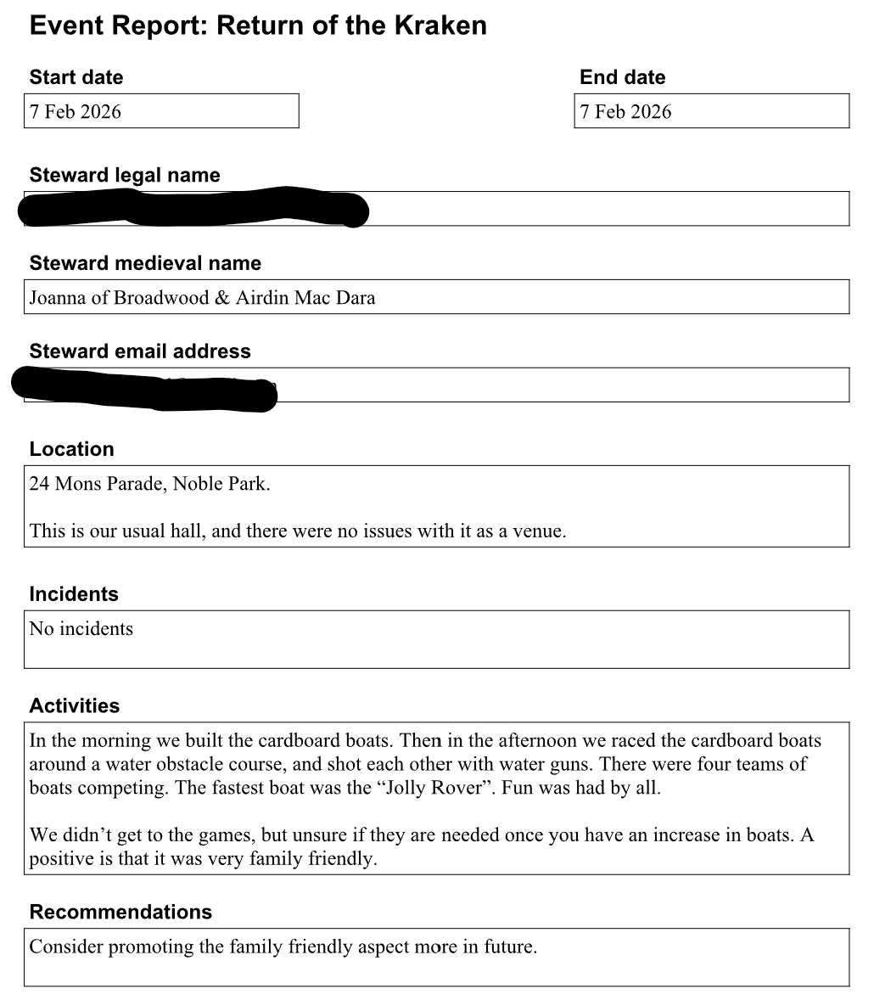 Event Report: Return of the Kraken
Start date
End date
7 Feb 2026
7 Feb 2026
Steward legal name
Steward medieval name
Joanna of Broadwood & Airdin Mac Dara
Steward email address
Location
24 Mons Parade, Noble Park.
This is our usual hall, and there were no issues with it as a venue.
Incidents
No incidents
Activities
In the morning we built the cardboard boats. Then in the afternoon we raced the cardboard boats
around a water obstacle course, and shot each other with water guns. There were four teams of
boats competing. The fastest boat was the “Jolly Rover”. Fun was had by all.
We didn’t get to the games, but unsure if they are needed once you have an increase in boats. A
positive is that it was very family friendly.
Recommendations
Consider promoting the family friendly aspect more in future.